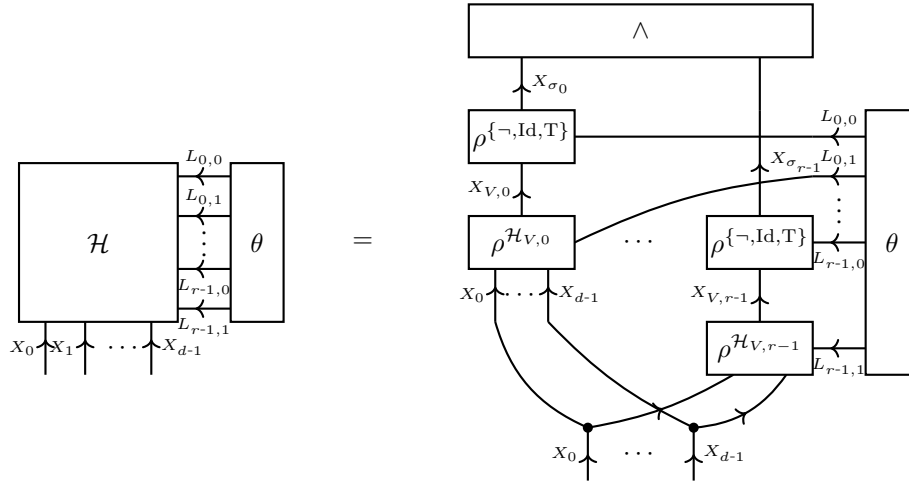 ∧
X_{σ_0}
ρ^{{¬,Id,T}} L_{0,0}
L_{0,0} X_{σ_{r-1}} L_{0,1}
X_{V,0}
L_{0,1} ⋮
ℋ ⋮ θ = ρ^{ℋ_{V,0}} ⋯ ρ^{{¬,Id,T}} θ
L_{r-1,0} L_{r-1,0}
X_0 ⋯ X_{d-1} X_{V,r-1}
L_{r-1,1}
X_0 X_1 ⋯ X_{d-1} ρ^{ℋ_{V,r-1}} L_{r-1,1}
X_0 ⋯ X_{d-1}